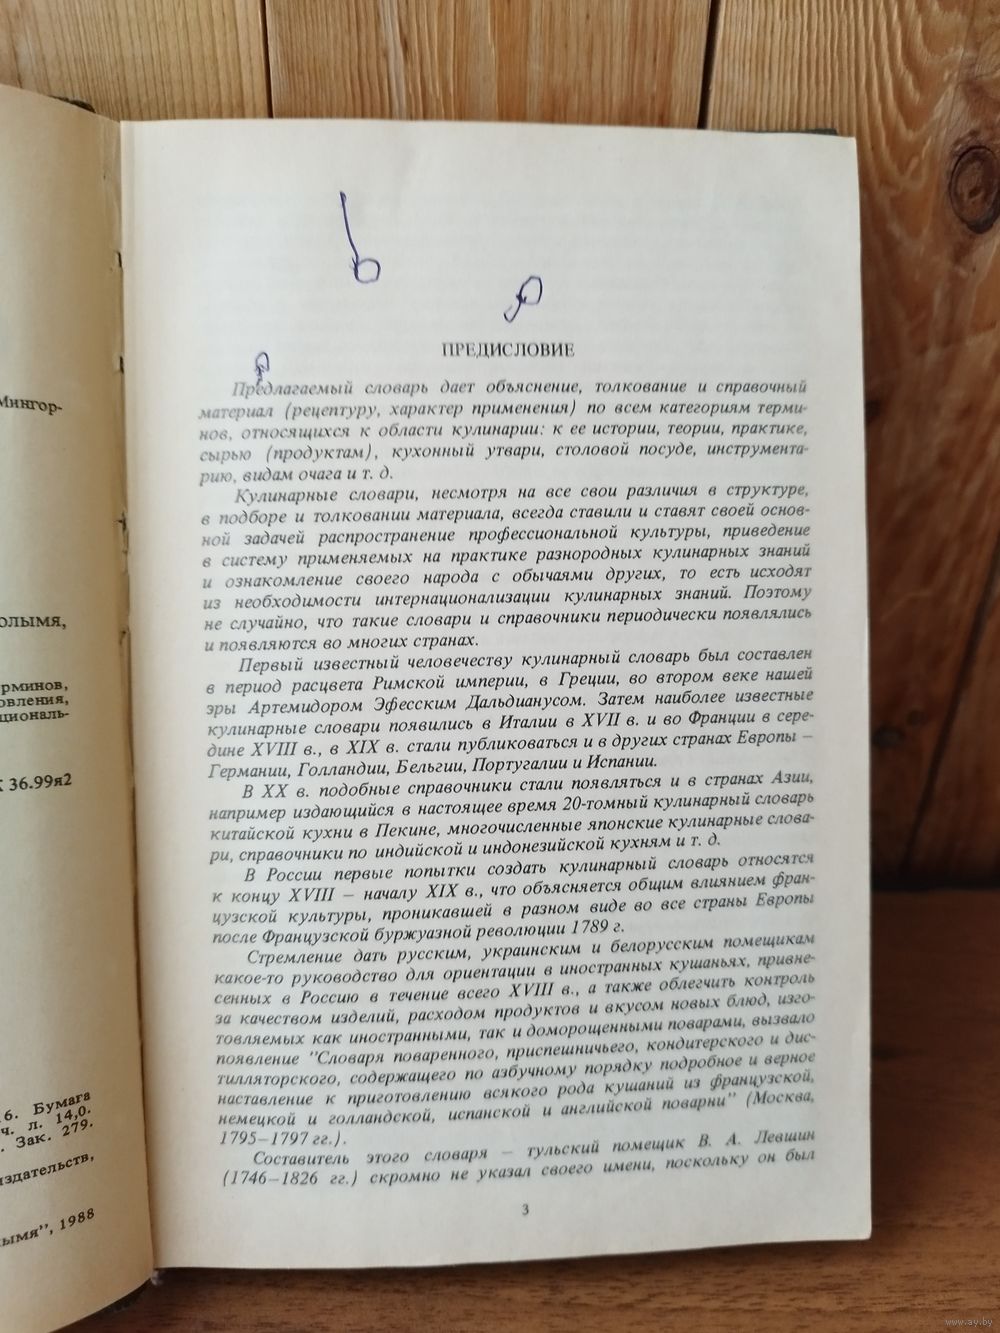 Мингор-
олымя,
рминов,
овления,
циональ-
36.99я2
6. Бумага
ч. л. 14,0.
. Зак. 279.
издательств,
ымя", 1988
ПРЕДИСЛОВИЕ
Предлагаемый словарь дает объяснение, толкование и справочный
материал (рецептуру, характер применения) по всем категориям терми-
нов, относящихся к области кулинарии: к ее истории, теории, практике,
сырью (продуктам), кухонный утвари, столовой посуде, инструмента-
рию, видам очага и т. д.
Кулинарные словари, несмотря на все свои различия в структуре,
в подборе и толковании материала, всегда ставили и ставят своей основ-
ной задачей распространение профессиональной культуры, приведение
в систему применяемых на практике разнородных кулинарных знаний
и ознакомление своего народа с обычаями других, то есть исходят
из необходимости интернационализации кулинарных знаний. Поэтому
не случайно, что такие словари и справочники периодически появлялись
и появляются во многих странах.
Первый известный человечеству кулинарный словарь был составлен
в период расцвета Римской империи, в Греции, во втором веке нашей
эры Артемидором Эфесским Дальдианусом. Затем наиболее известные
кулинарные словари появились в Италии в XVII в. и во Франции в сере-
дине XVIII в., в XIX в. стали публиковаться и в других странах Европы —
Германии, Голландии, Бельгии, Португалии и Испании.
В XX в. подобные справочники стали появляться и в странах Азии,
например издающийся в настоящее время 20-томный кулинарный словарь
китайской кухни в Пекине, многочисленные японские кулинарные слова-
ри, справочники по индийской и индонезийской кухням и т. д.
В России первые попытки создать кулинарный словарь относятся
к концу XVIII — началу XIX в., что объясняется общим влиянием фран-
цузской культуры, проникавшей в разном виде во все страны Европы
после Французской буржуазной революции 1789 г.
Стремление дать русским, украинским и белорусским помещикам
какое-то руководство для ориентации в иностранных кушаньях, привне-
сенных в Россию в течение всего XVIII в., а также облегчить контроль
за качеством изделий, расходом продуктов и вкусом новых блюд, изго-
товляемых как иностранными, так и доморощенными поварами, вызвало
появление "Словаря поваренного, приспешничьего, кондитерского и дис-
тилляторского, содержащего по азбучному порядку подробное и верное
наставление к приготовлению всякого рода кушаний из французской,
немецкой и голландской, испанской и английской поварни" (Москва,
1795—1797 гг.).
Составитель этого словаря — тульский помещик В. А. Левшин
(1746—1826 гг.) скромно не указал своего имени, поскольку он был
3
www.ay.by